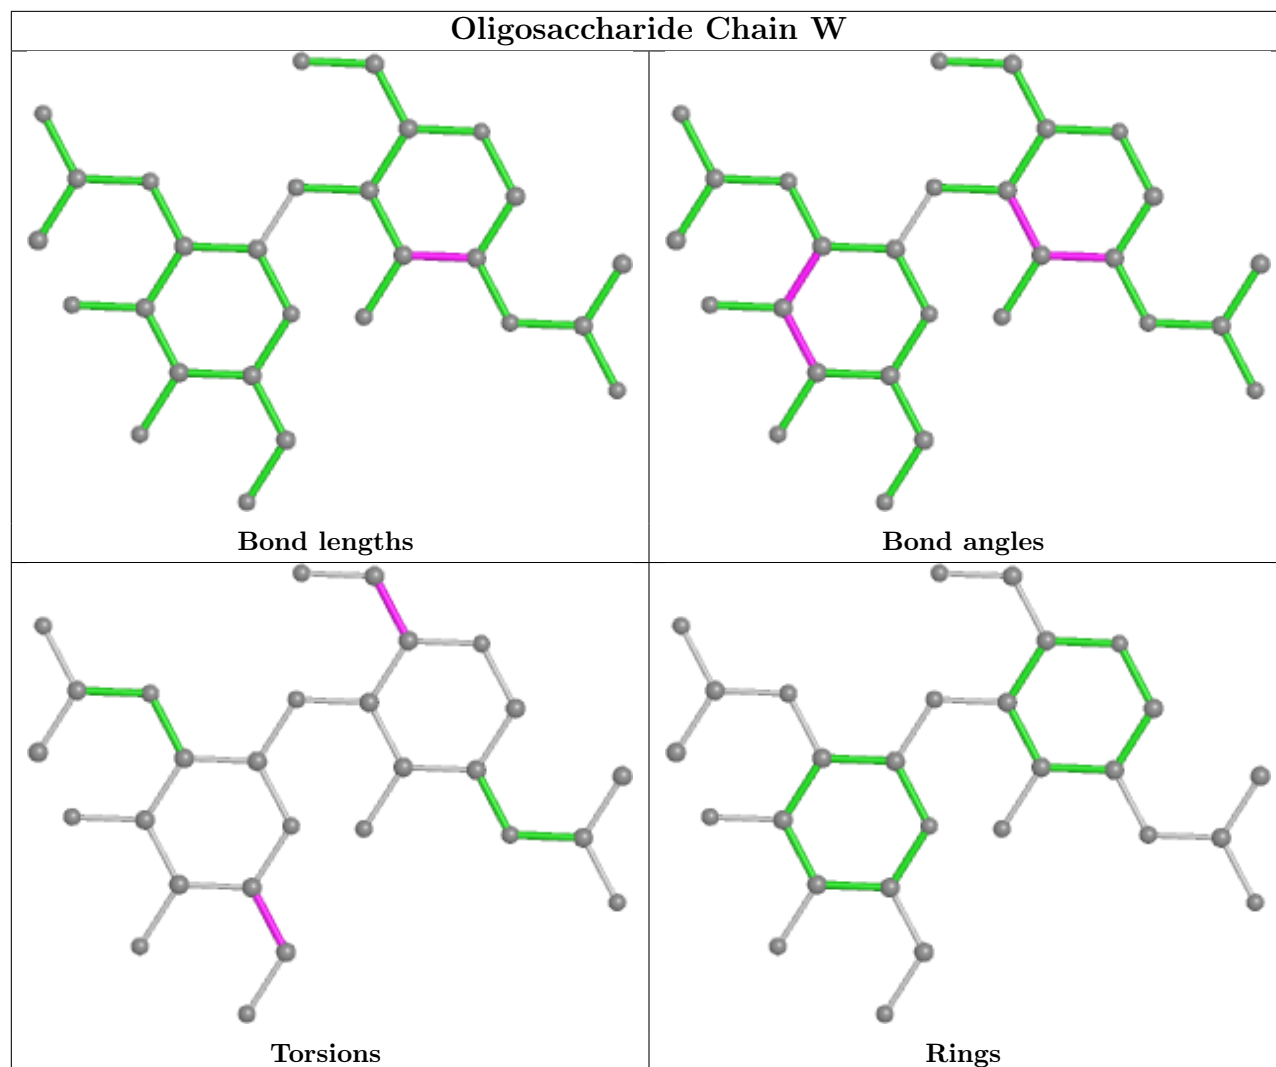 Oligosaccharide Chain W
Bond lengths
Bond angles
Torsions
Rings